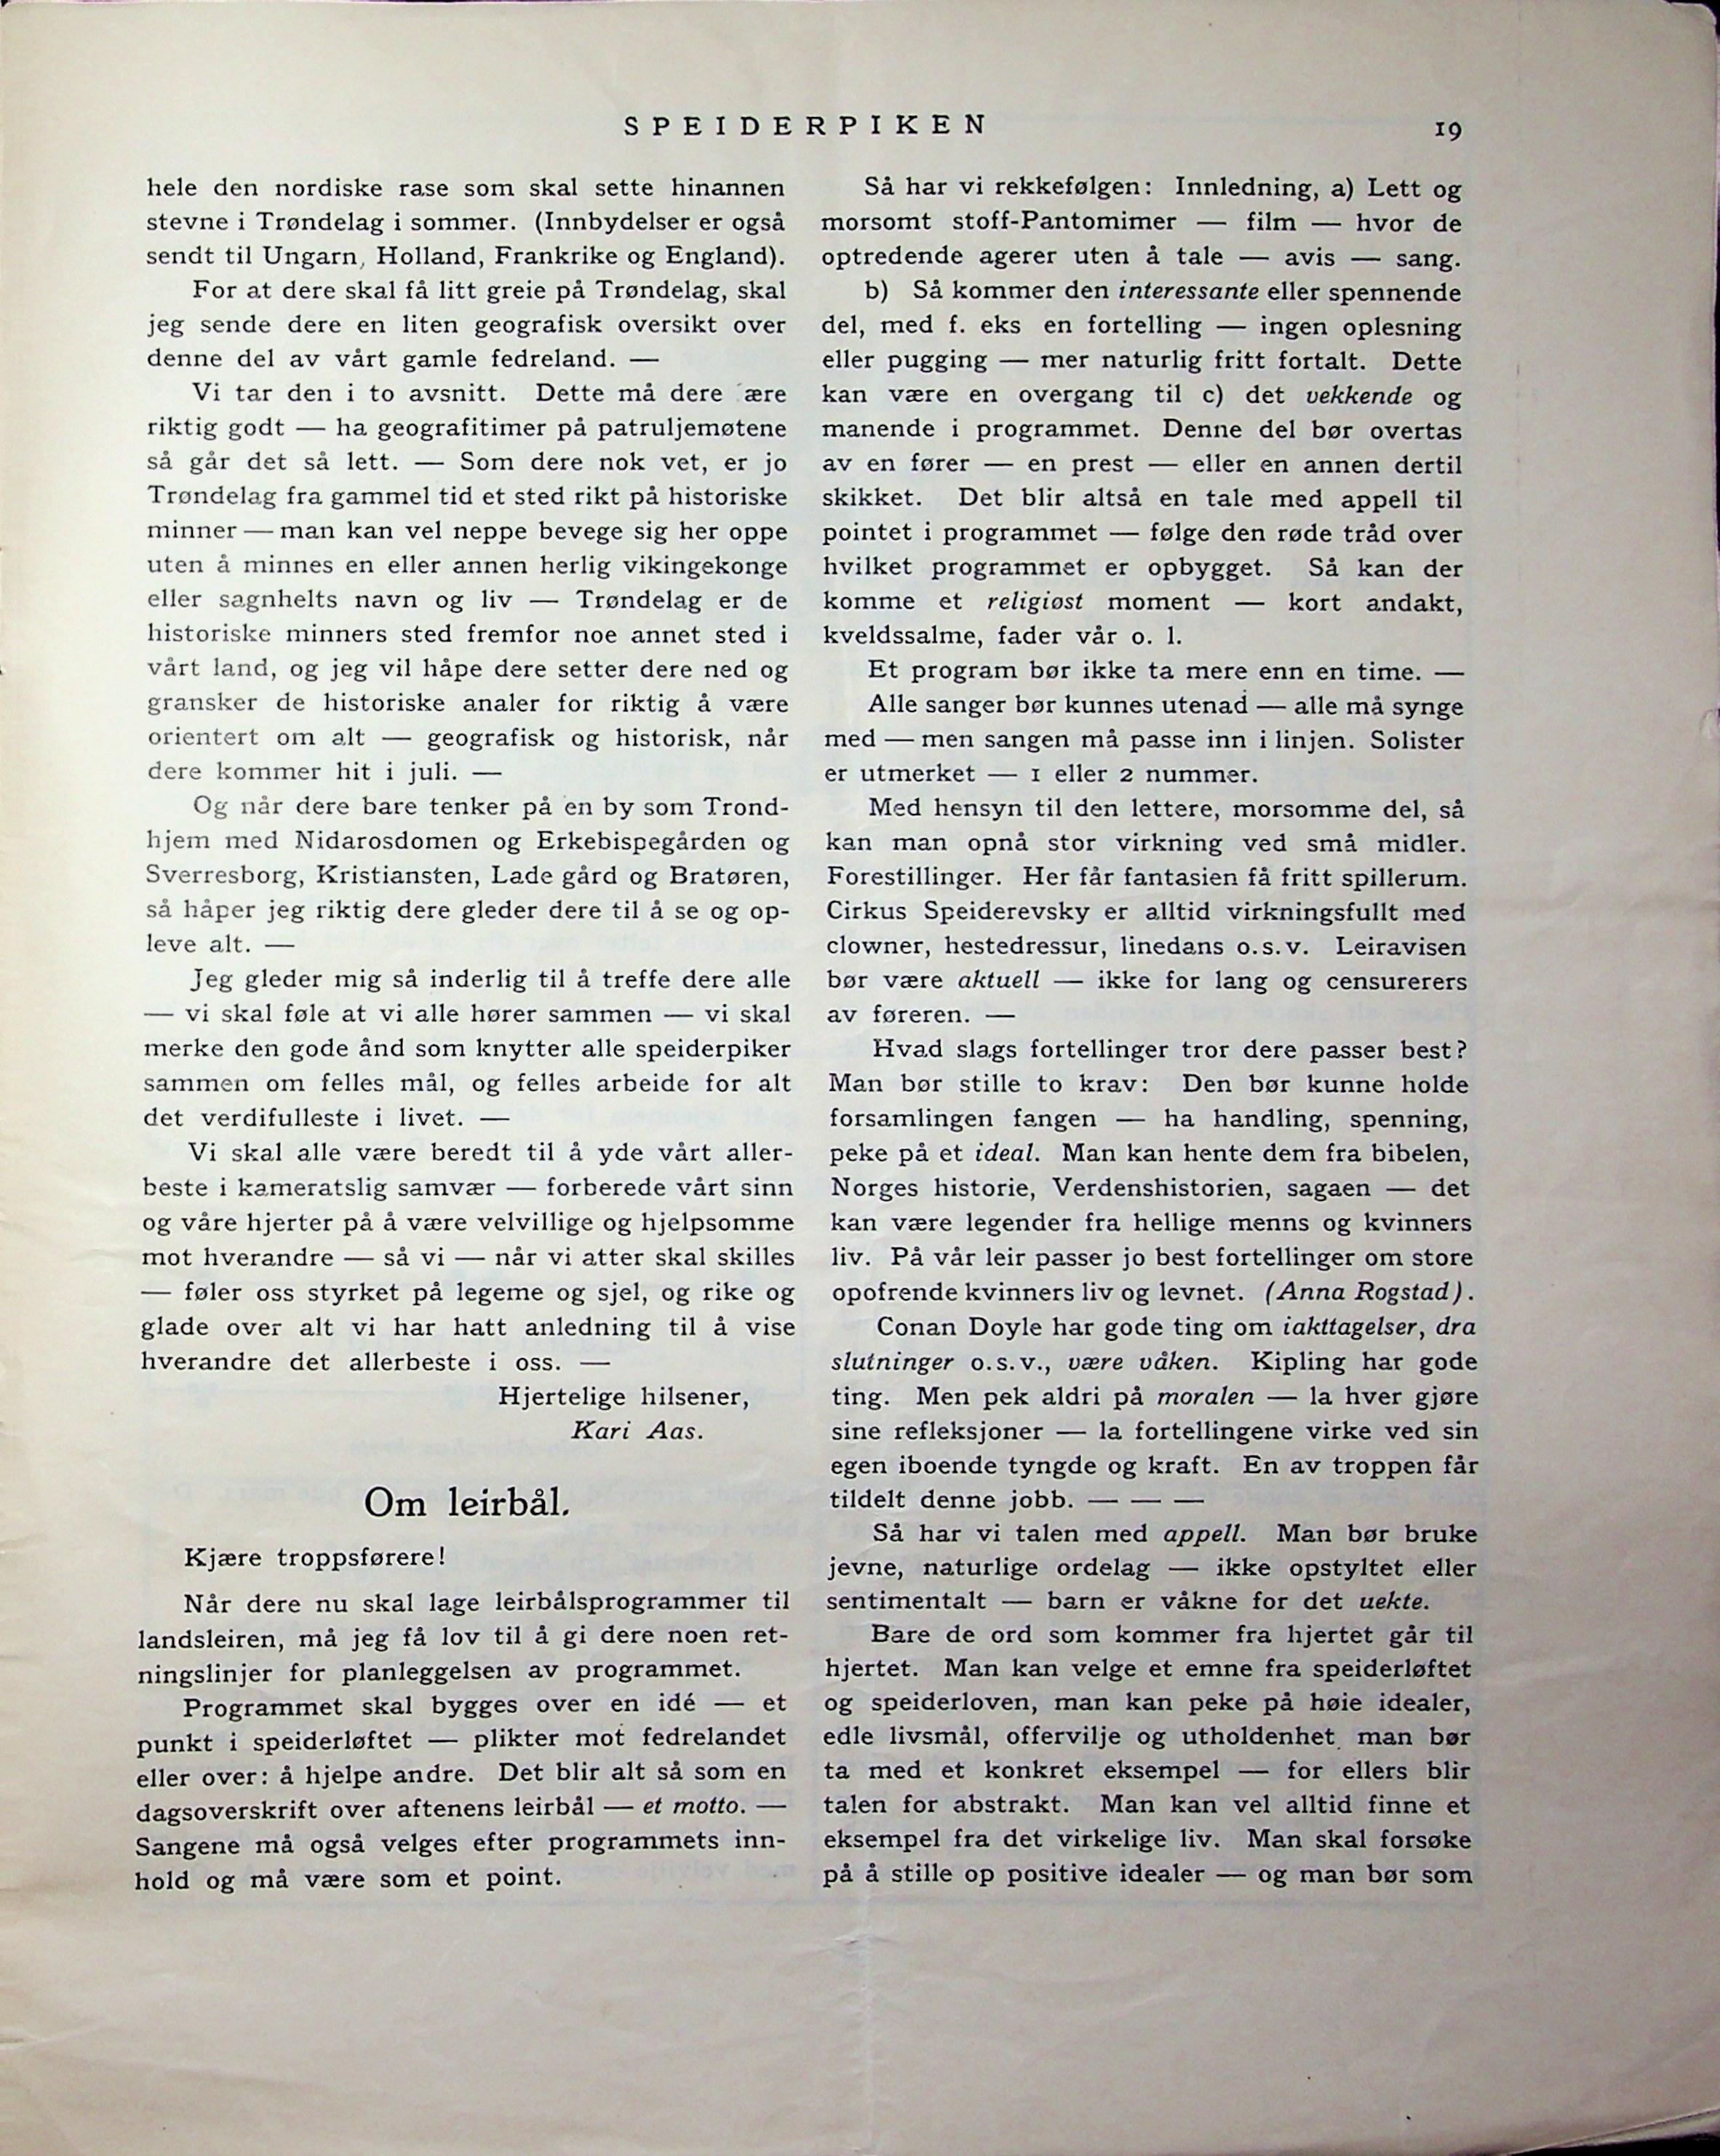 SPEIDERPIKEN
19
hele den nordiske rase som skal sette hinannen
stevne i Trøndelag i sommer. (Innbydelser er også
sendt til Ungarn, Holland, Frankrike og England).
For at dere skal få litt greie på Trøndelag, skal
jeg sende dere en liten geografisk oversikt over
denne del av vårt gamle fedreland. —
Vi tar den i to avsnitt. Dette må dere ære
riktig godt — ha geografitimer på patruljemøtene
så går det så lett. — Som dere nok vet, er jo
Trøndelag fra gammel tid et sted rikt på historiske
minner — man kan vel neppe bevege sig her oppe
uten å minnes en eller annen herlig vikingekonge
eller sagnhelts navn og liv — Trøndelag er de
historiske minners sted fremfor noe annet sted i
vårt land, og jeg vil håpe dere setter dere ned og
gransker de historiske analer for riktig å være
orientert om alt — geografisk og historisk, når
dere kommer hit i juli. —
Og når dere bare tenker på en by som Trond-
hjem med Nidarosdomen og Erkebispegården og
Sverresborg, Kristiansten, Lade gård og Bratøren,
så håper jeg riktig dere gleder dere til å se og op-
leve alt. —
Jeg gleder mig så inderlig til å treffe dere alle
— vi skal føle at vi alle hører sammen — vi skal
merke den gode ånd som knytter alle speiderpiker
sammen om felles mål, og felles arbeide for alt
det verdifulleste i livet. —
Vi skal alle være beredt til å yde vårt aller-
beste i kameratslig samvær — forberede vårt sinn
og våre hjerter på å være velvillige og hjelpsomme
mot hverandre — så vi — når vi atter skal skilles
— føler oss styrket på legeme og sjel, og rike og
glade over alt vi har hatt anledning til å vise
hverandre det allerbeste i oss. —
Hjertelige hilsener,
Kari Aas.
Om leirbål.
Kjære troppsførere!
Når dere nu skal lage leirbålsprogrammer til
landsleiren, må jeg få lov til å gi dere noen ret-
ningslinjer for planleggelsen av programmet.
Programmet skal bygges over en idé — et
punkt i speiderløftet — plikter mot fedrelandet
eller over: å hjelpe andre. Det blir alt så som en
dagsoverskrift over aftenens leirbål — et motto. —
Sangene må også velges efter programmets inn-
hold og må være som et point.
Så har vi rekkefølgen: Innledning, a) Lett og
morsomt stoff-Pantomimer — film — hvor de
optredende agerer uten å tale — avis — sang.
b) Så kommer den interessante eller spennende
del, med f. eks en fortelling — ingen oplesning
eller pugging — mer naturlig fritt fortalt. Dette
kan være en overgang til c) det vekkende og
manende i programmet. Denne del bør overtas
av en fører — en prest — eller en annen dertil
skikket. Det blir altså en tale med appell til
pointet i programmet — følge den røde tråd over
hvilket programmet er opbygget. Så kan der
komme et religiøst moment — kort andakt,
kveldssalme, fader vår o. l.
Et program bør ikke ta mere enn en time. —
Alle sanger bør kunnes utenad — alle må synge
med — men sangen må passe inn i linjen. Solister
er utmerket — 1 eller 2 nummer.
Med hensyn til den lettere, morsomme del, så
kan man opnå stor virkning ved små midler.
Forestillinger. Her får fantasien få fritt spillerum.
Cirkus Speiderevsky er alltid virkningsfullt med
clowner, hestedressur, linedans o.s.v. Leiravisen
bør være aktuell — ikke for lang og censurerers
av føreren. —
Hvad slags fortellinger tror dere passer best?
Man bør stille to krav: Den bør kunne holde
forsamlingen fangen — ha handling, spenning,
peke på et ideal. Man kan hente dem fra bibelen,
Norges historie, Verdenshistorien, sagaen — det
kan være legender fra hellige menns og kvinners
liv. På vår leir passer jo best fortellinger om store
opofrende kvinners liv og levnet. (Anna Rogstad).
Conan Doyle har gode ting om iakttagelser, dra
slutninger o.s.v., være våken. Kipling har gode
ting. Men pek aldri på moralen — la hver gjøre
sine refleksjoner — la fortellingene virke ved sin
egen iboende tyngde og kraft. En av troppen får
tildelt denne jobb. — — —
Så har vi talen med appell. Man bør bruke
jevne, naturlige ordelag — ikke opstyltet eller
sentimentalt — barn er våkne for det uekte.
Bare de ord som kommer fra hjertet går til
hjertet. Man kan velge et emne fra speiderløftet
og speiderloven, man kan peke på høie idealer,
edle livsmål, offervilje og utholdenhet, man bør
ta med et konkret eksempel — for ellers blir
talen for abstrakt. Man kan vel alltid finne et
eksempel fra det virkelige liv. Man skal forsøke
på å stille op positive idealer — og man bør som